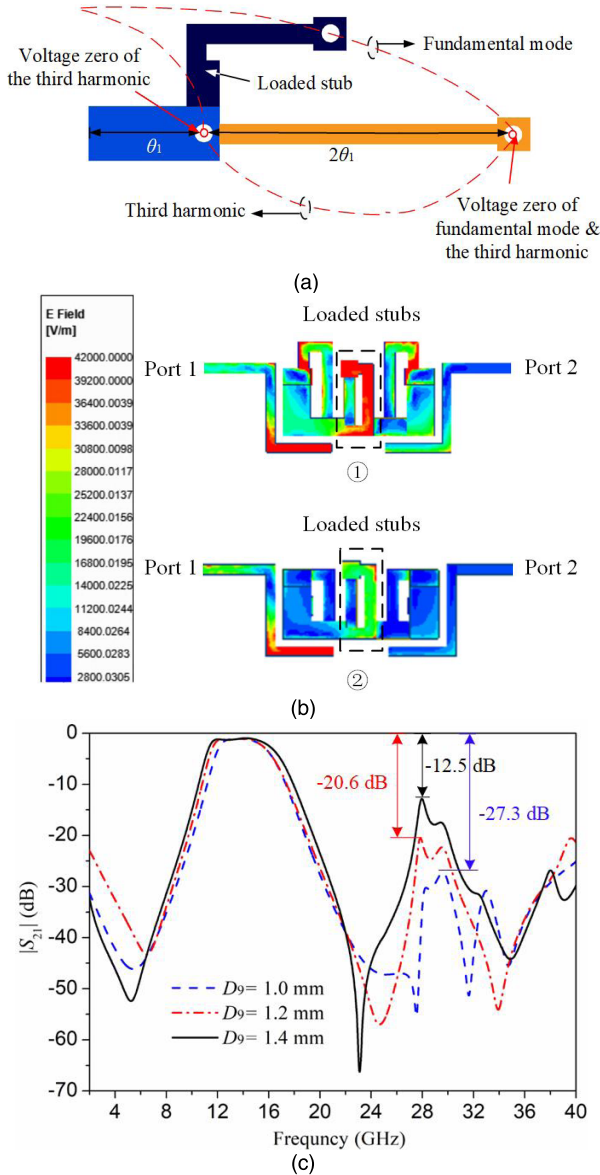 (a)
Voltage zero of
the third harmonic
Fundamental mode
Loaded stub
θ1
2θ1
Third harmonic
Voltage zero of
fundamental mode &
the third harmonic
(a)
E Field
[V/m]
42000.0000
39200.0000
36400.0039
33600.0039
30800.0098
28000.0117
25200.0137
22400.0156
19600.0176
16800.0195
14000.0225
11200.0244
8400.0264
5600.0283
2800.0305
Loaded stubs
Port 1
Port 2
①
Loaded stubs
Port 1
Port 2
②
(b)
(c)
0
-10
-20
-30
-40
-50
-60
-70
|S21| (dB)
-20.6 dB
-12.5 dB
-27.3 dB
D9= 1.0 mm
D9= 1.2 mm
D9= 1.4 mm
4 8 12 16 20 24 28 32 36 40
Frequncy (GHz)
(c)